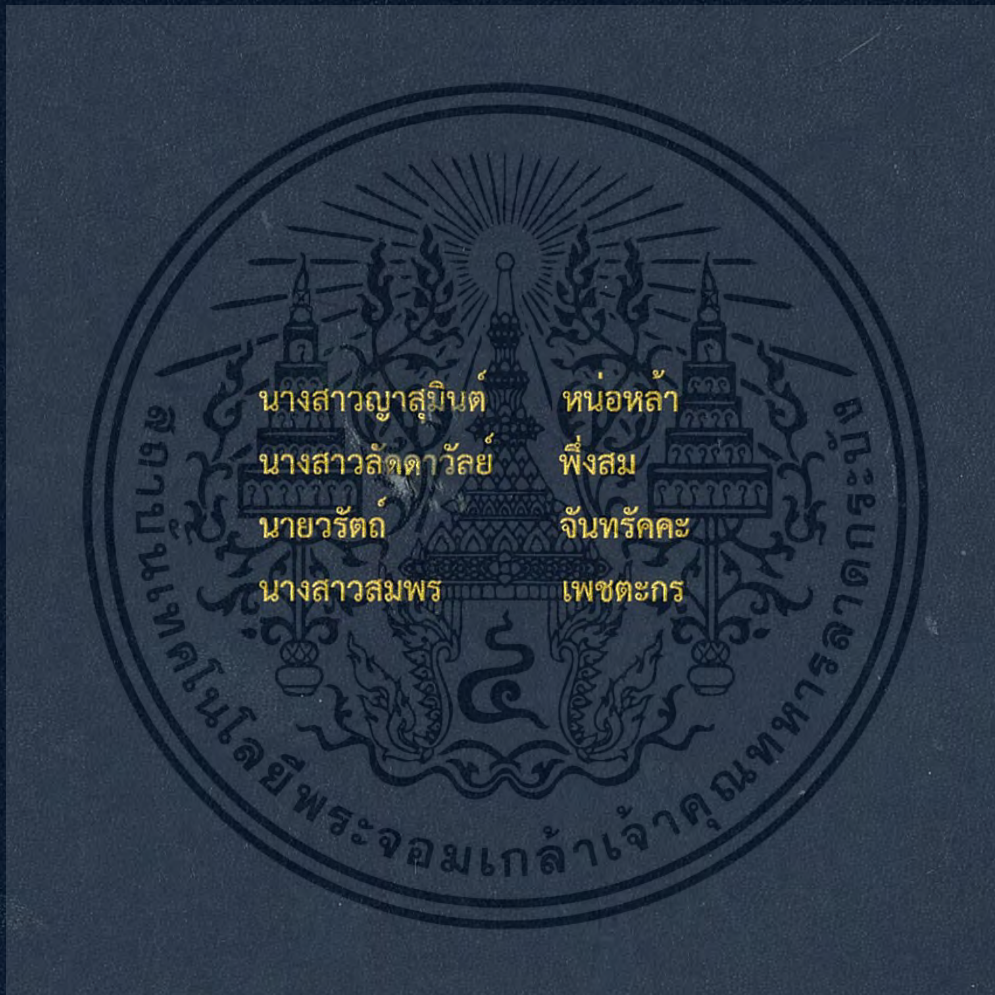 นางสาวญาสุมินต์ หน่อหล้า
นางสาวลัดดาวัลย์ พึ่งสม
นายวรัตถ์ จันทรัคคะ
นางสาวสมพร เพชตะกร
สถาบันเทคโนโลยีพระจอมเกล้าเจ้าคุณทหารลาดกระบัง
๔